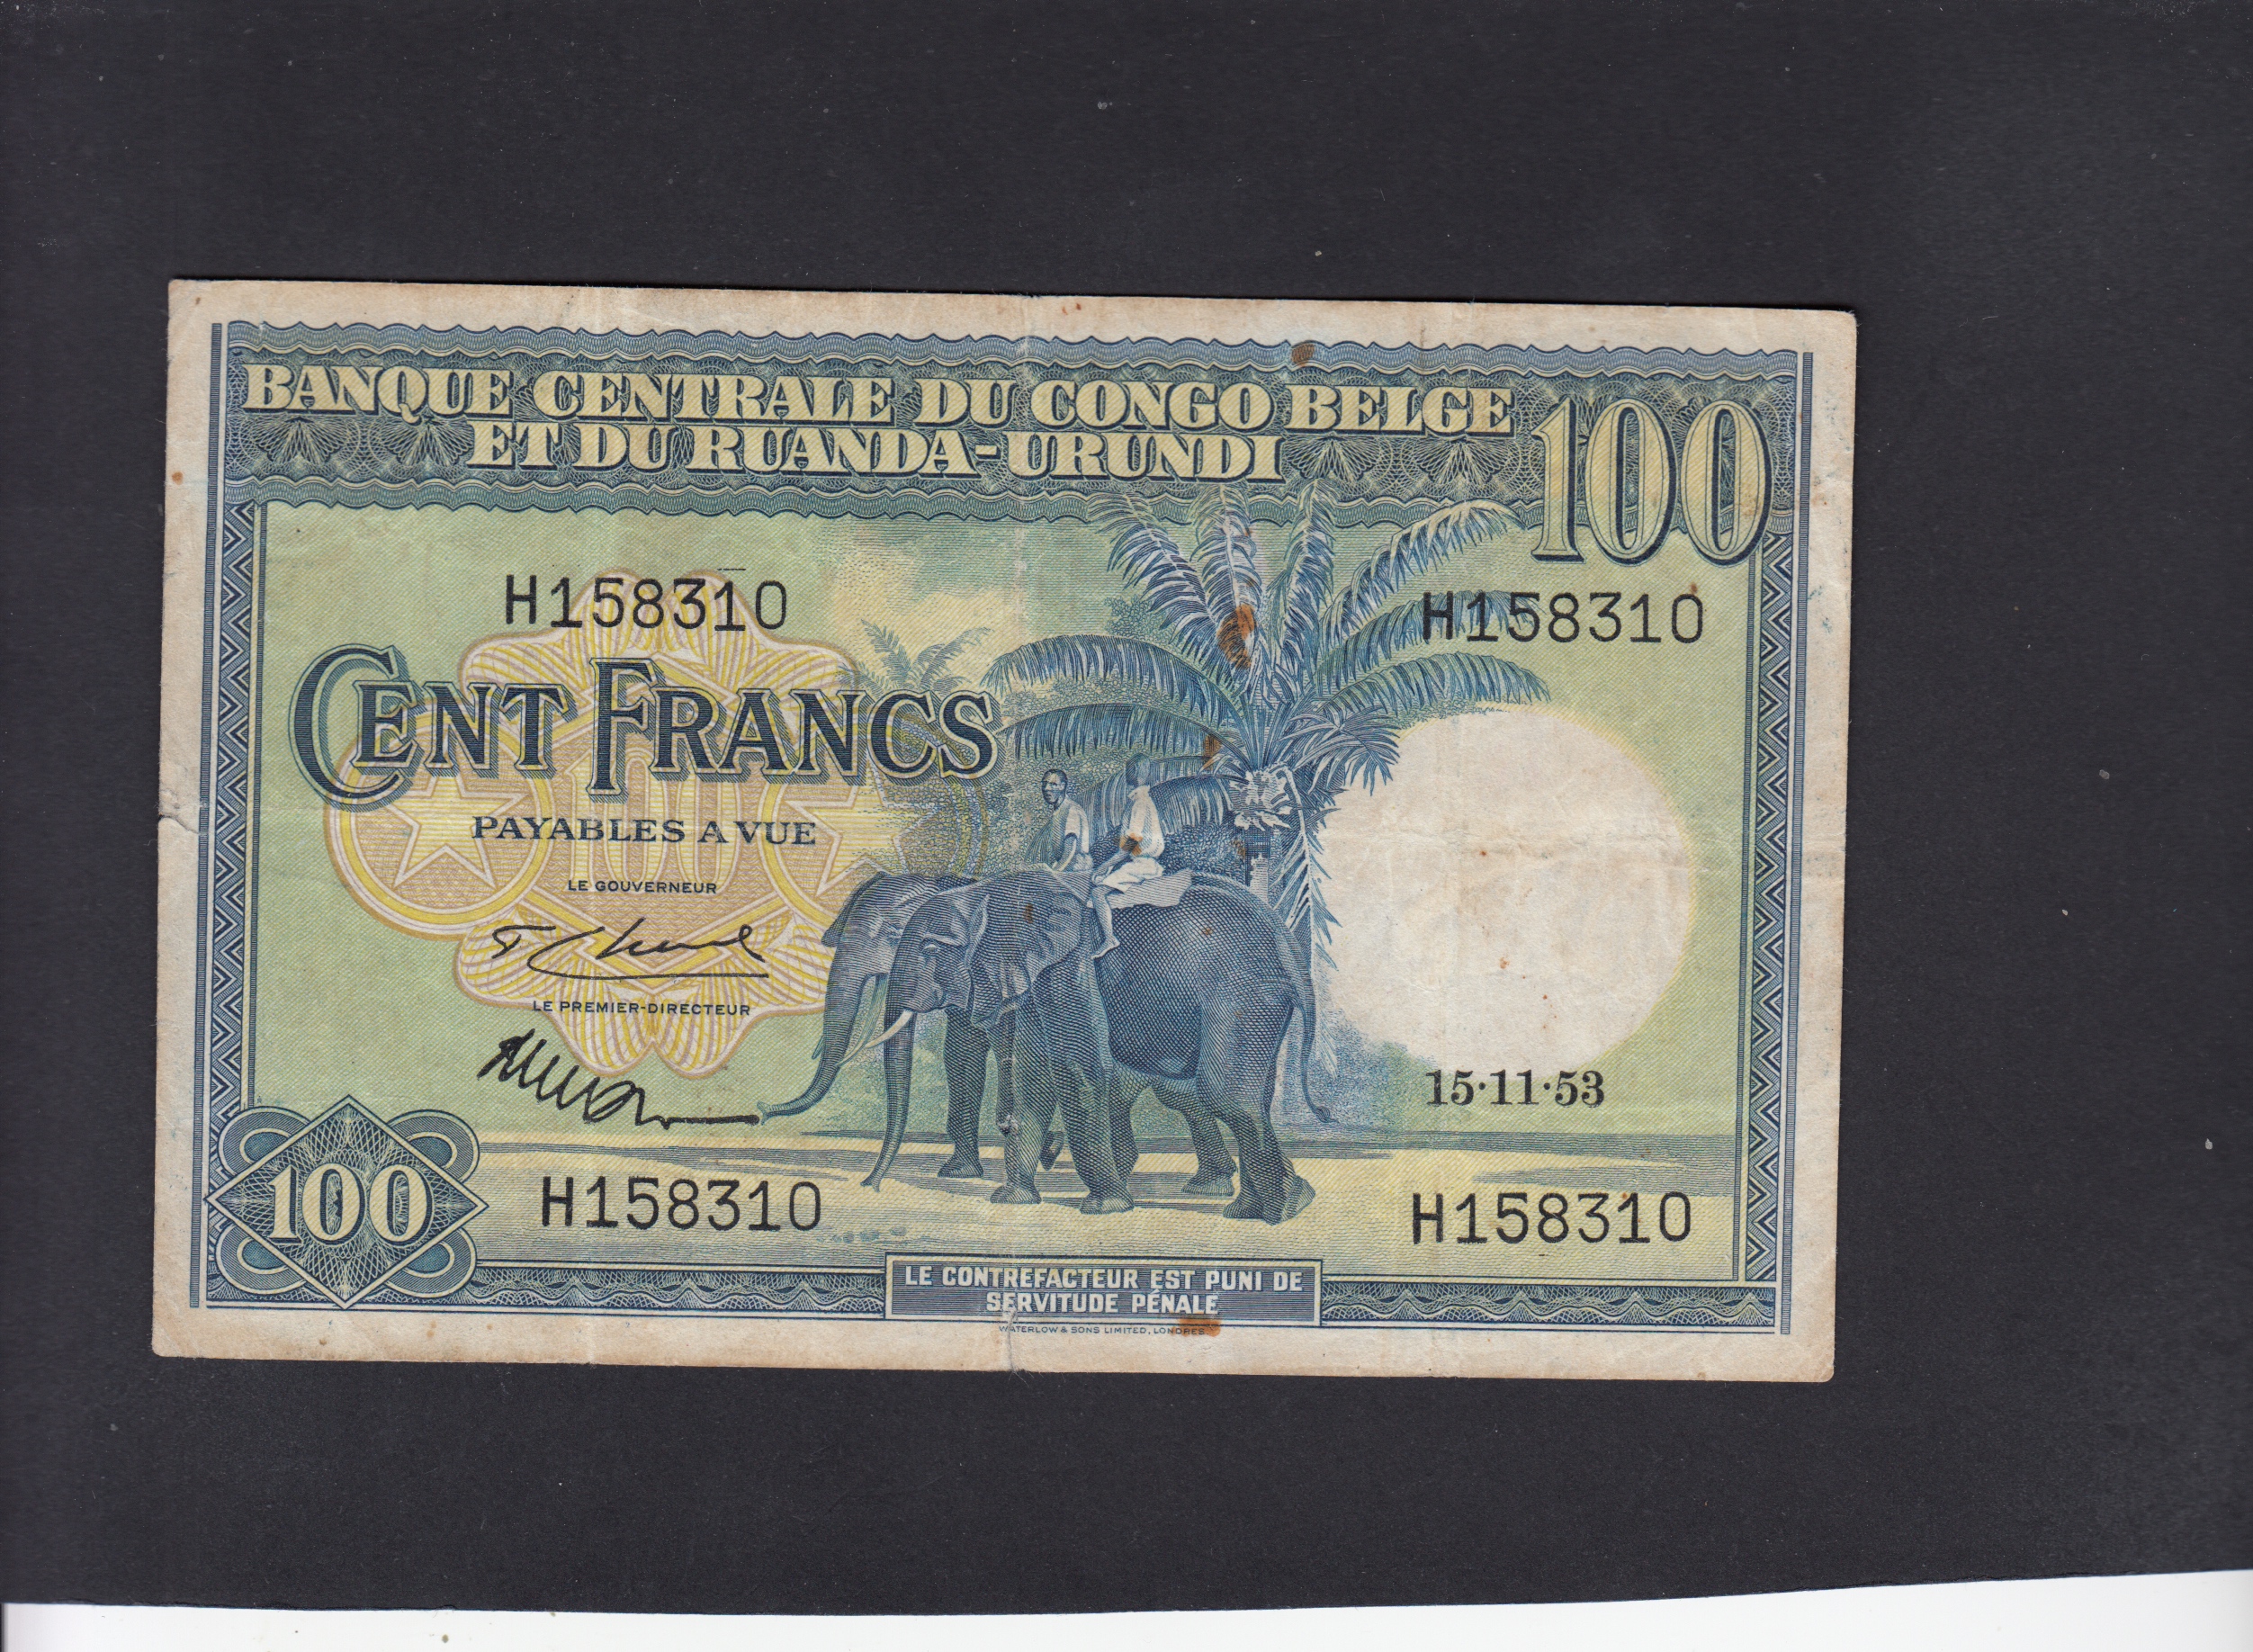 BANQUE CENTRALE DU CONGO BELGE
ET DU RUANDA-URUNDI
100
H158310
H158310
CENT FRANCS
100
PAYABLES A VUE
LE GOUVERNEUR
LE PREMIER-DIRECTEUR
15·11·53
100
H158310
H158310
LE CONTREFACTEUR EST PUNI DE
SERVITUDE PÉNALE
WATERLOW & SONS LIMITED, LONDRES